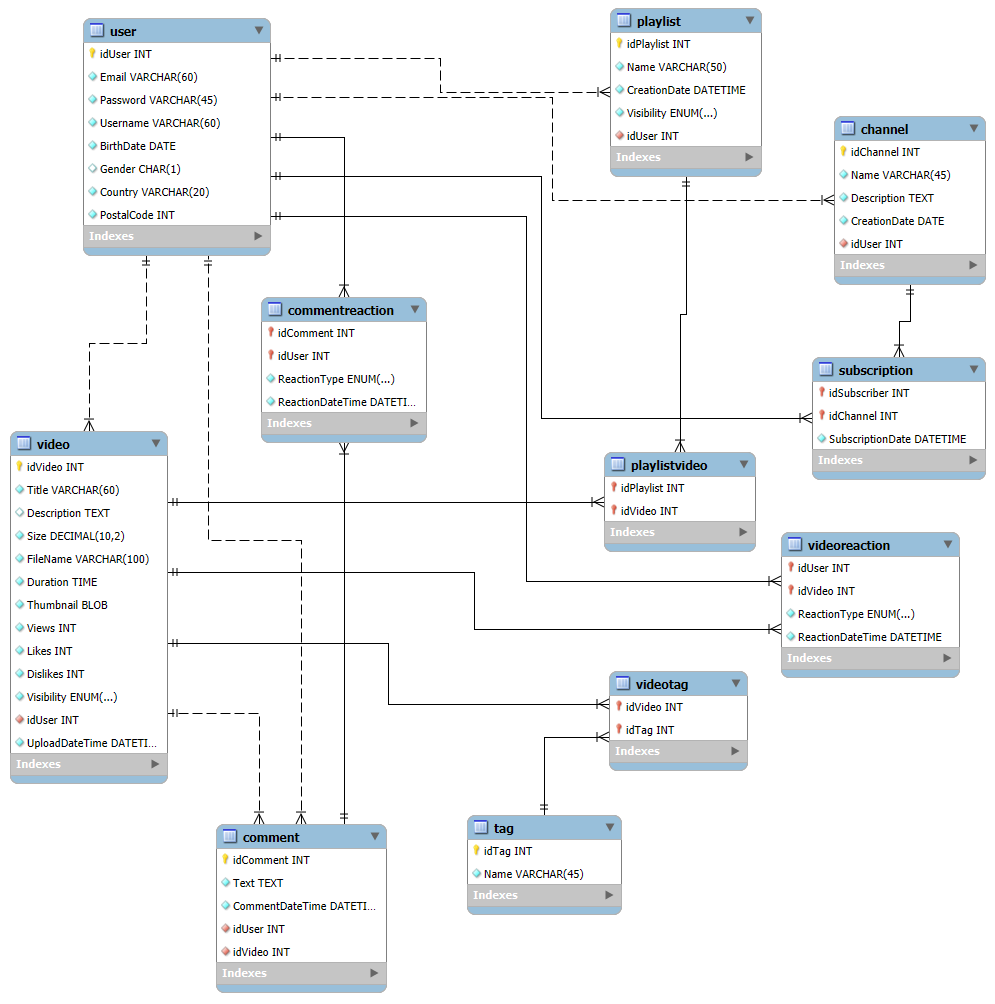 user
idUser INT
Email VARCHAR(60)
Password VARCHAR(45)
Username VARCHAR(60)
BirthDate DATE
Gender CHAR(1)
Country VARCHAR(20)
PostalCode INT
Indexes
playlist
idPlaylist INT
Name VARCHAR(50)
CreationDate DATETIME
Visibility ENUM(...)
idUser INT
Indexes
channel
idChannel INT
Name VARCHAR(45)
Description TEXT
CreationDate DATE
idUser INT
Indexes
commentreaction
idComment INT
idUser INT
ReactionType ENUM(...)
ReactionDateTime DATETI...
Indexes
subscription
idSubscriber INT
idChannel INT
SubscriptionDate DATETIME
Indexes
video
idVideo INT
Title VARCHAR(60)
Description TEXT
Size DECIMAL(10,2)
FileName VARCHAR(100)
Duration TIME
Thumbnail BLOB
Views INT
Likes INT
Dislikes INT
Visibility ENUM(...)
idUser INT
UploadDateTime DATETI...
Indexes
playlistvideo
idPlaylist INT
idVideo INT
Indexes
videoreaction
idUser INT
idVideo INT
ReactionType ENUM(...)
ReactionDateTime DATETIME
Indexes
videotag
idVideo INT
idTag INT
Indexes
comment
idComment INT
Text TEXT
CommentDateTime DATETI...
idUser INT
idVideo INT
Indexes
tag
idTag INT
Name VARCHAR(45)
Indexes